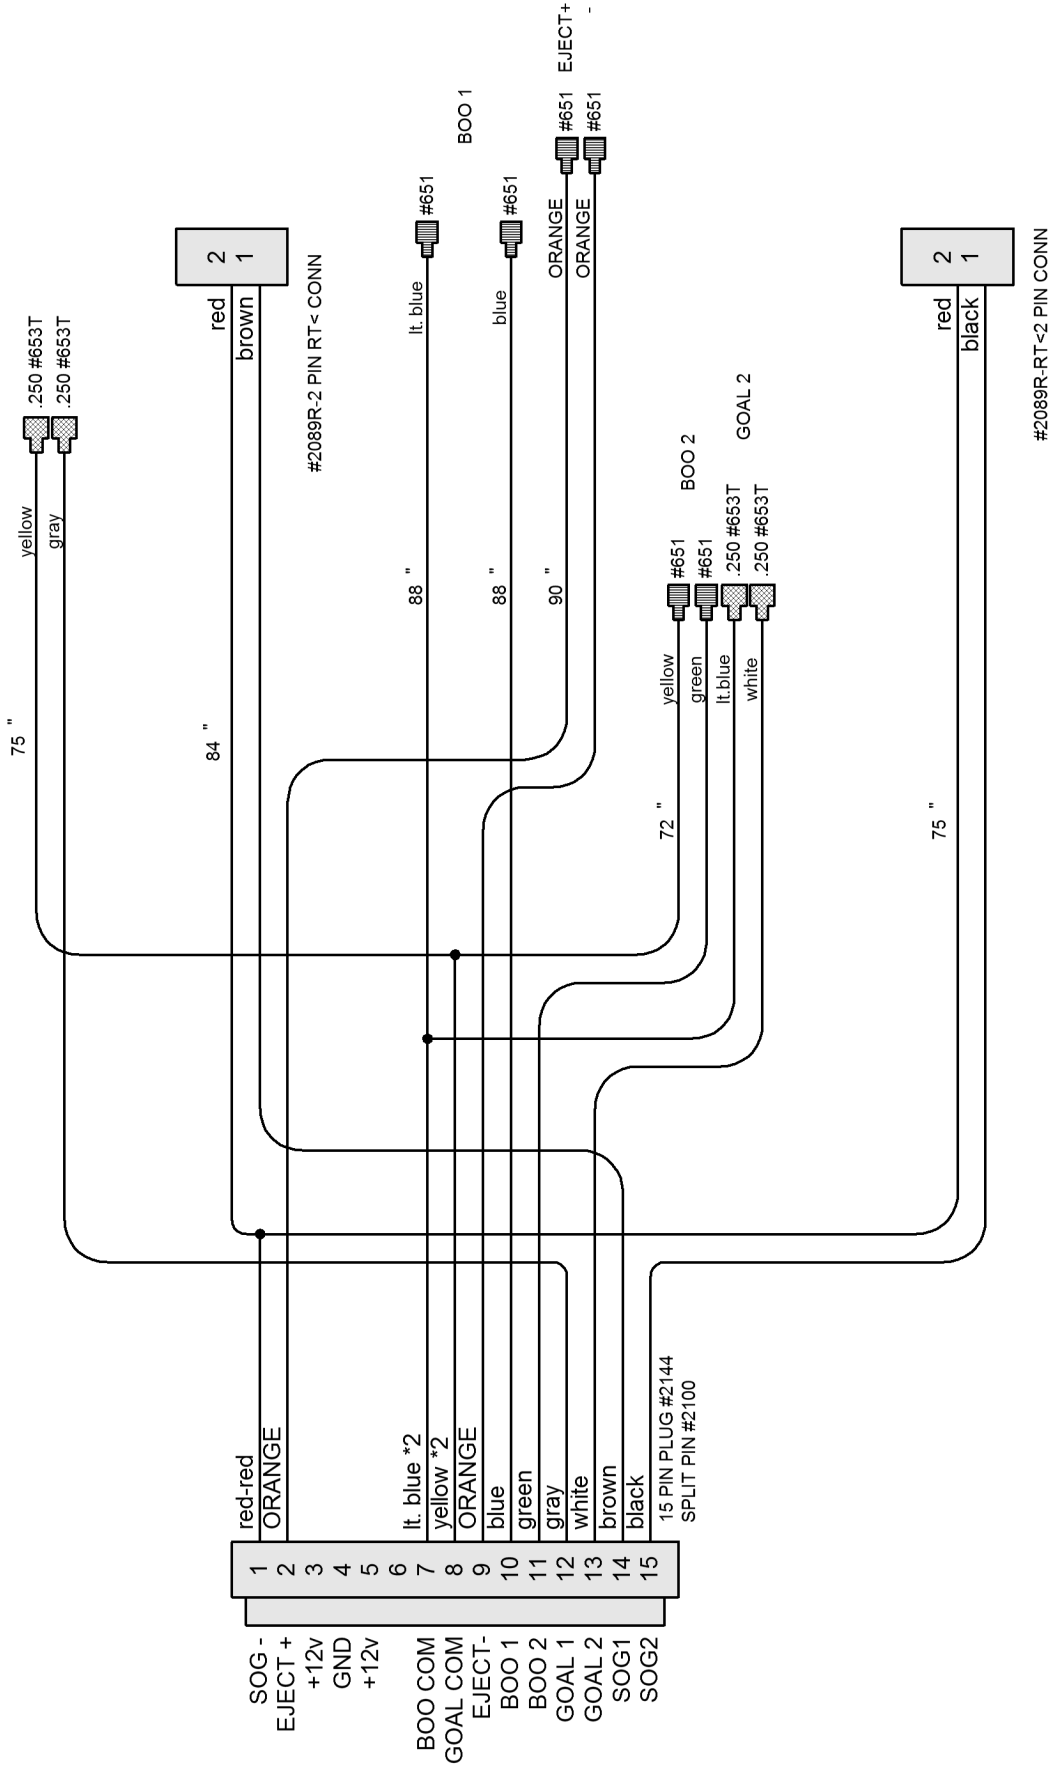 SOG -
EJECT +
+12v
GND
+12v
BOO COM
GOAL COM
EJECT-
BOO 1
BOO 2
GOAL 1
GOAL 2
SOG1
SOG2
1
2
3
4
5
6
7
8
9
10
11
12
13
14
15
red-red
ORANGE
lt. blue *2
yellow *2
ORANGE
blue
green
gray
white
brown
black
15 PIN PLUG #2144
SPLIT PIN #2100
75 "
yellow
gray
.250 #653T
.250 #653T
84 "
red
brown
2
1
#2089R-2 PIN RT< CONN
88 "
lt. blue
#651
BOO 1
88 "
blue
#651
90 "
ORANGE
ORANGE
#651
#651
EJECT+
-
72 "
yellow
green
lt.blue
white
#651
#651
.250 #653T
.250 #653T
BOO 2
GOAL 2
75 "
red
black
2
1
#2089R-RT<2 PIN CONN